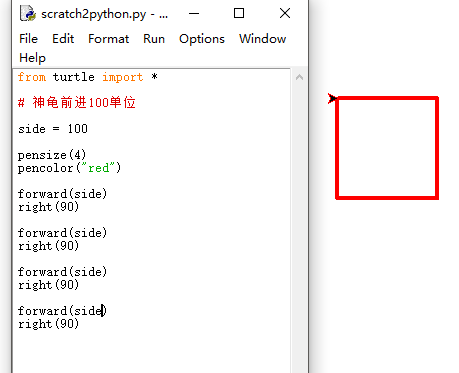 scratch2python.py - ...
File Edit Format Run Options Window
Help
from turtle import *
# 神龟前进100单位
side = 100
pensize(4)
pencolor("red")
forward(side)
right(90)
forward(side)
right(90)
forward(side)
right(90)
forward(side)
right(90)